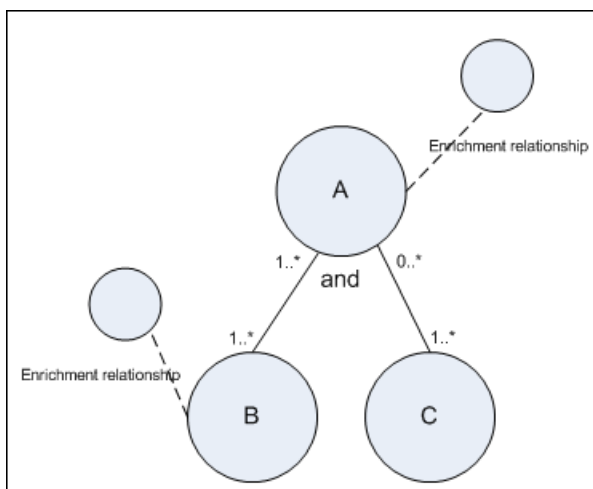 Enrichment relationship
A
1..*
0..*
and
1..*
1..*
Enrichment relationship
B
C